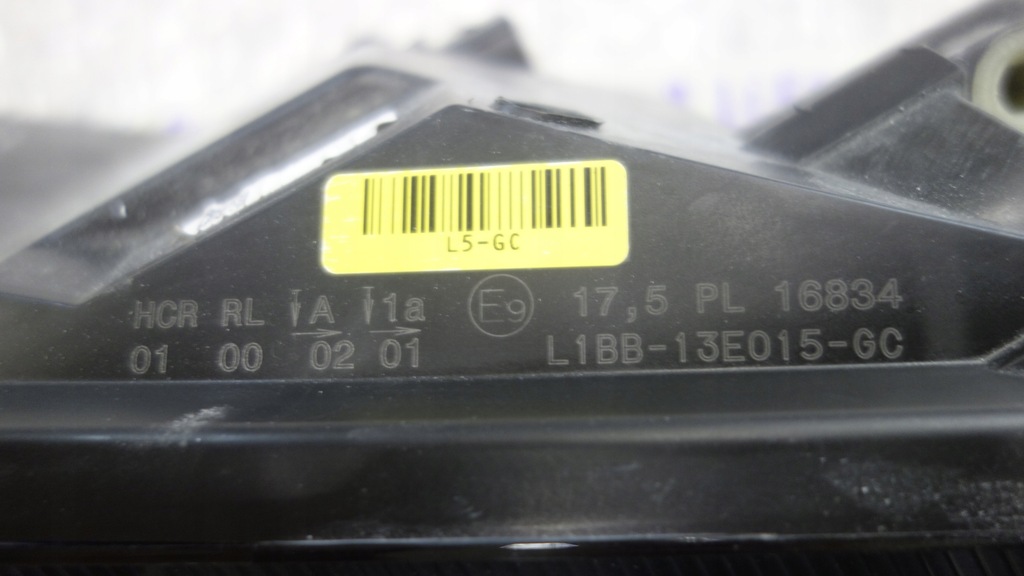 L5-GC
HCR RL A 1a E9 17,5 PL 16834
01 00 02 01 L1BB-13E015-GC